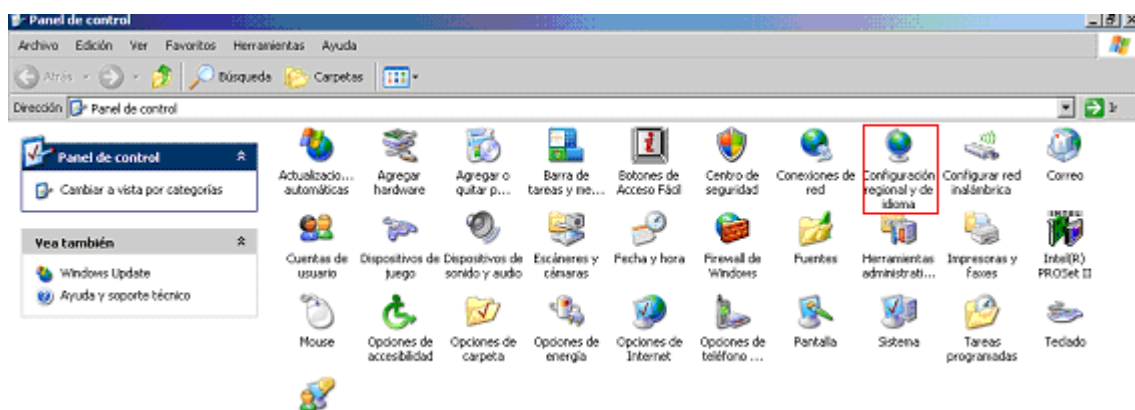 Panel de control
Archivo Edición Ver Favoritos Herramientas Ayuda
Atrás Búsqueda Carpetas
Dirección Panel de control Ir
Panel de control
Cambiar a vista por categorías
Vea también
Windows Update
Ayuda y soporte técnico
Actualizacio...
automáticas
Agregar
hardware
Agregar o
quitar p...
Barra de
tareas y me...
Botones de
Acceso Fácil
Centro de
seguridad
Conexiones de
red
Configuración
regional y de
idioma
Configurar red
inalámbrica
Correo
Cuentas de
usuario
Dispositivos de
juego
Dispositivos de
sonido y audio
Escáneres y
cámaras
Fecha y hora
Firewall de
Windows
Fuentes
Herramientas
administrati...
Impresoras y
faxes
Intel(R)
PROSet II
Mouse
Opciones de
accesibilidad
Opciones de
carpeta
Opciones de
energía
Opciones de
Internet
Opciones de
teléfono ...
Pantalla
Sistema
Tareas
programadas
Teclado